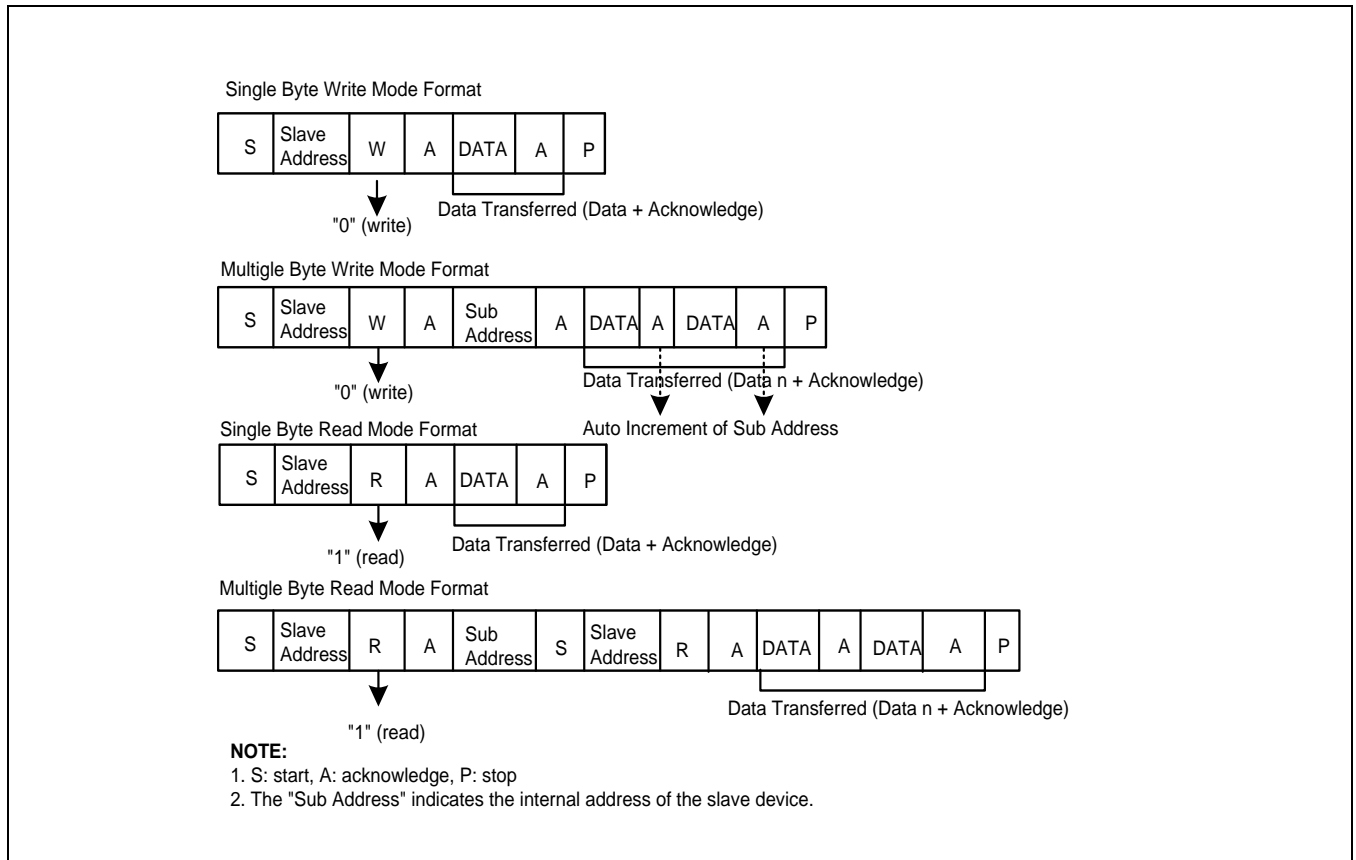 Single Byte Write Mode Format
S Slave Address W A DATA A P
"0" (write)
Data Transferred (Data + Acknowledge)
Multigle Byte Write Mode Format
S Slave Address W A Sub Address A DATA A DATA A P
"0" (write)
Data Transferred (Data n + Acknowledge)
Auto Increment of Sub Address
Single Byte Read Mode Format
S Slave Address R A DATA A P
"1" (read)
Data Transferred (Data + Acknowledge)
Multigle Byte Read Mode Format
S Slave Address R A Sub Address S Slave Address R A DATA A DATA A P
"1" (read)
Data Transferred (Data n + Acknowledge)
NOTE:
1. S: start, A: acknowledge, P: stop
2. The "Sub Address" indicates the internal address of the slave device.